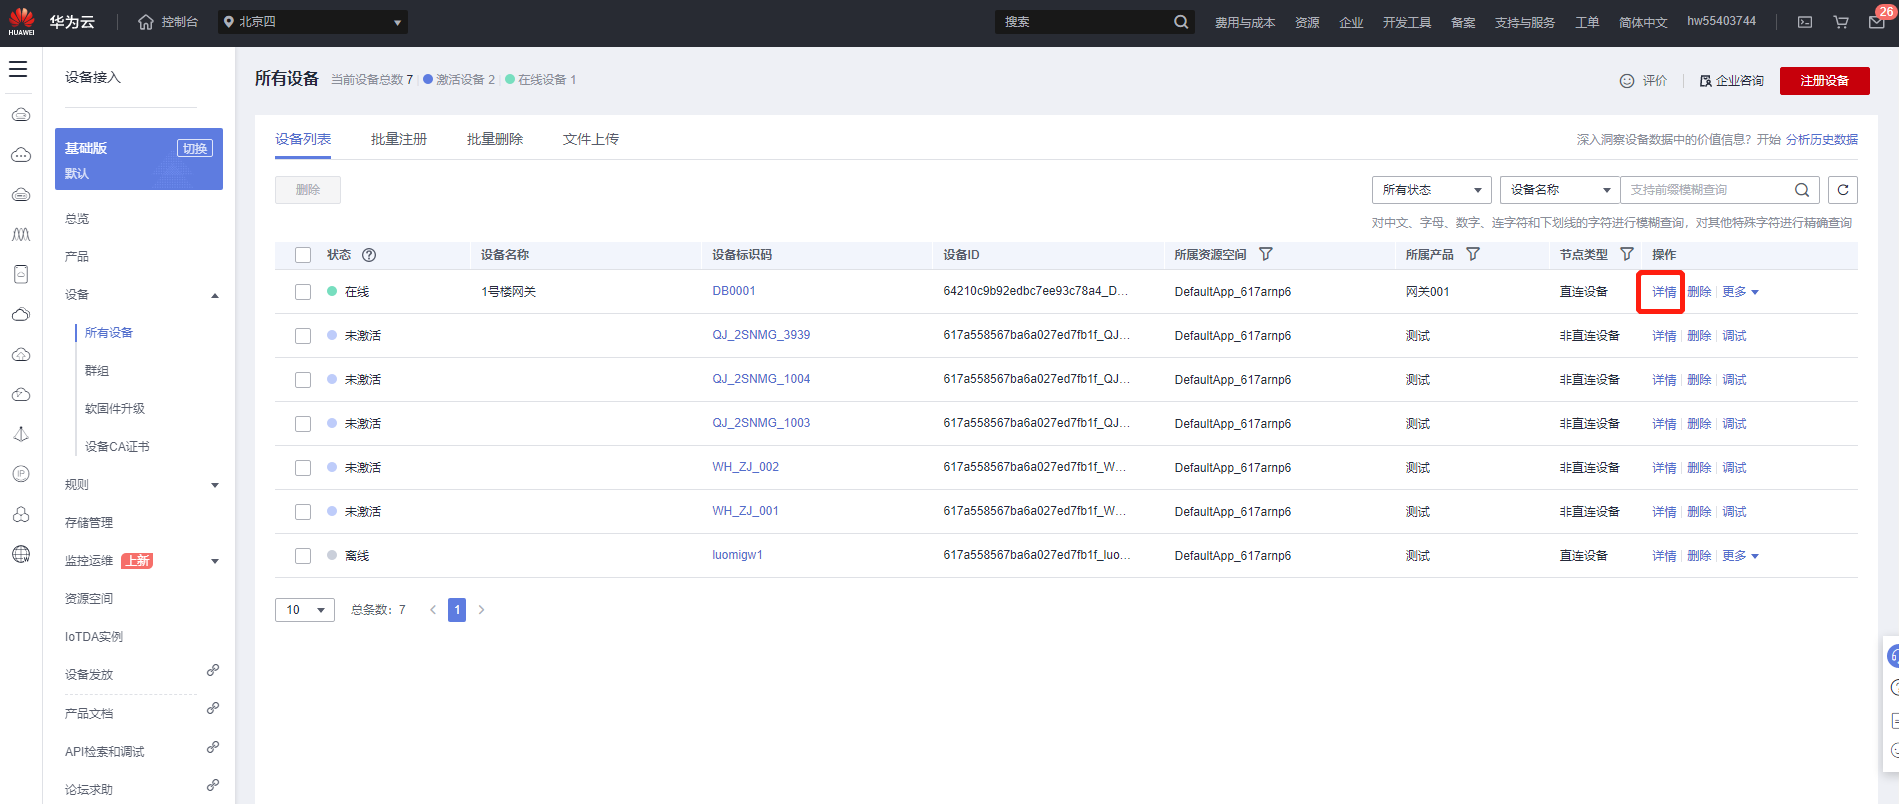 HUAWEI
华为云
控制台
北京四
搜索
费用与成本
资源
企业
开发工具
备案
支持与服务
工单
简体中文
hw55403744
26
设备接入
基础版
切换
默认
总览
产品
设备
所有设备
群组
软固件升级
设备CA证书
规则
存储管理
监控运维 上新
资源空间
IoTDA实例
设备发放
产品文档
API检索和调试
论坛求助
IP
所有设备 当前设备总数 7 激活设备 2 在线设备 1
评价
企业咨询
注册设备
设备列表 批量注册 批量删除 文件上传
深入洞察设备数据中的价值信息? 开始 分析历史数据
删除
所有状态 设备名称 支持前缀模糊查询
对中文、字母、数字、连字符和下划线的字符进行模糊查询，对其他特殊字符进行精确查询
状态 设备名称 设备标识码 设备ID 所属资源空间 所属产品 节点类型 操作
在线 1号楼网关 DB0001 64210c9b92edbc7ee93c78a4_D... DefaultApp_617arnp6 网关001 直连设备 详情 删除 更多
未激活 QJ_2SNMG_3939 617a558567ba6a027ed7fb1f_QJ... DefaultApp_617arnp6 测试 非直连设备 详情 删除 调试
未激活 QJ_2SNMG_1004 617a558567ba6a027ed7fb1f_QJ... DefaultApp_617arnp6 测试 非直连设备 详情 删除 调试
未激活 QJ_2SNMG_1003 617a558567ba6a027ed7fb1f_QJ... DefaultApp_617arnp6 测试 非直连设备 详情 删除 调试
未激活 WH_ZJ_002 617a558567ba6a027ed7fb1f_W... DefaultApp_617arnp6 测试 非直连设备 详情 删除 调试
未激活 WH_ZJ_001 617a558567ba6a027ed7fb1f_W... DefaultApp_617arnp6 测试 非直连设备 详情 删除 调试
离线 luomigw1 617a558567ba6a027ed7fb1f_luo... DefaultApp_617arnp6 测试 直连设备 详情 删除 更多
10 总条数: 7 < 1 >